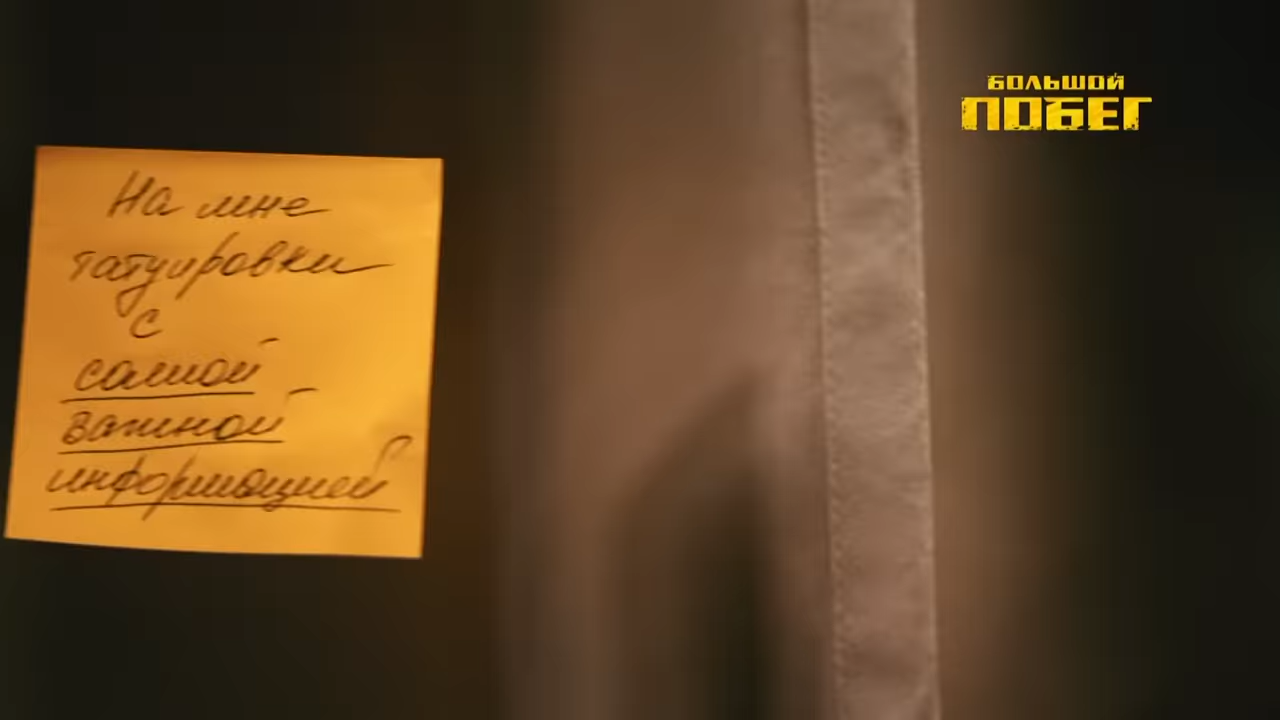 На мне
татуировки
с
самой
важной
информацией
БОЛЬШОЙ
ПОБЕГ